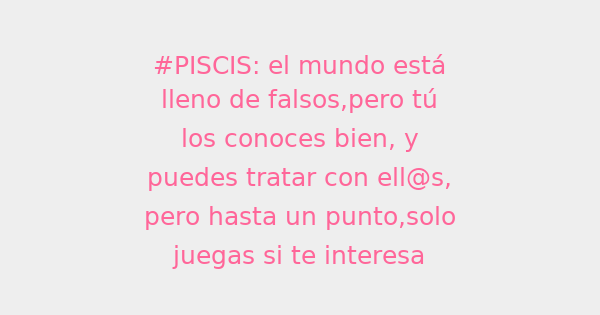 #PISCIS: el mundo está
lleno de falsos,pero tú
los conoces bien, y
puedes tratar con ell@s,
pero hasta un punto,solo
juegas si te interesa